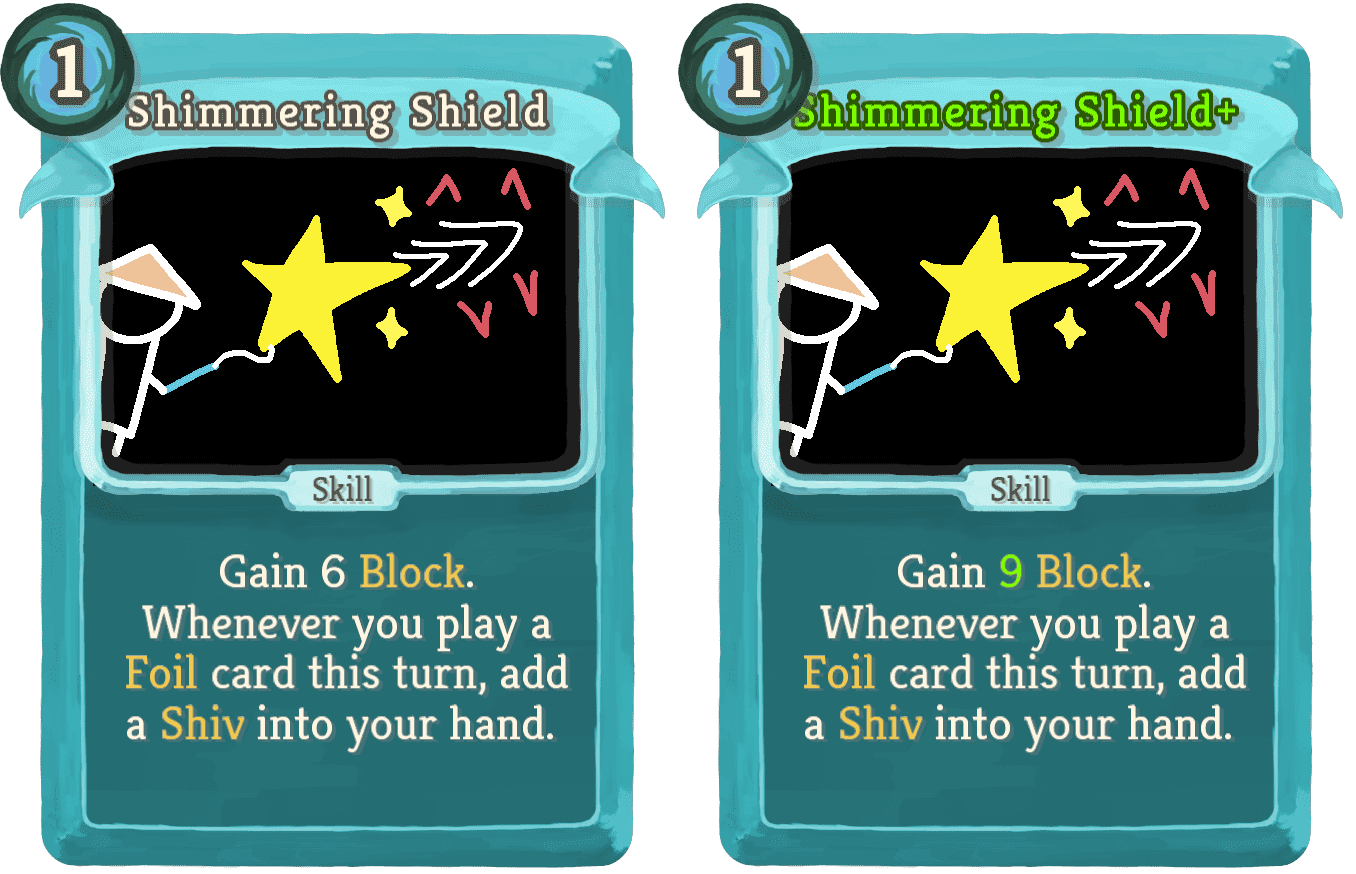 1
Shimmering Shield
Skill
Gain 6 Block.
Whenever you play a
Foil card this turn, add
a Shiv into your hand.
1
Shimmering Shield+
Skill
Gain 9 Block.
Whenever you play a
Foil card this turn, add
a Shiv into your hand.